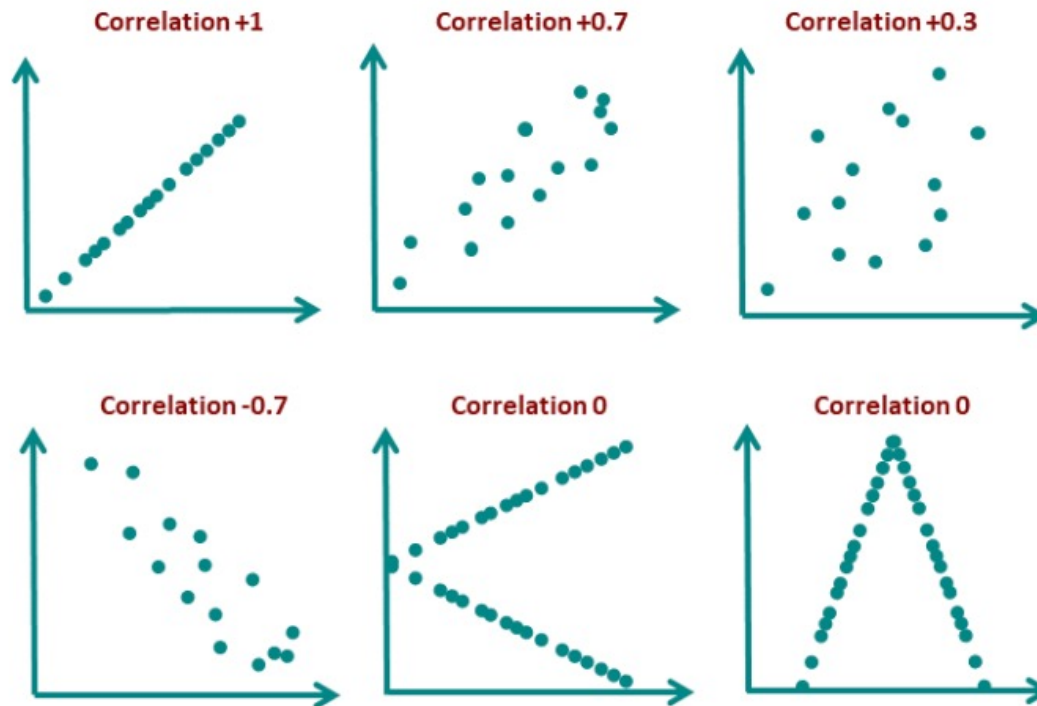 Correlation +1
Correlation +0.7
Correlation +0.3
Correlation -0.7
Correlation 0
Correlation 0